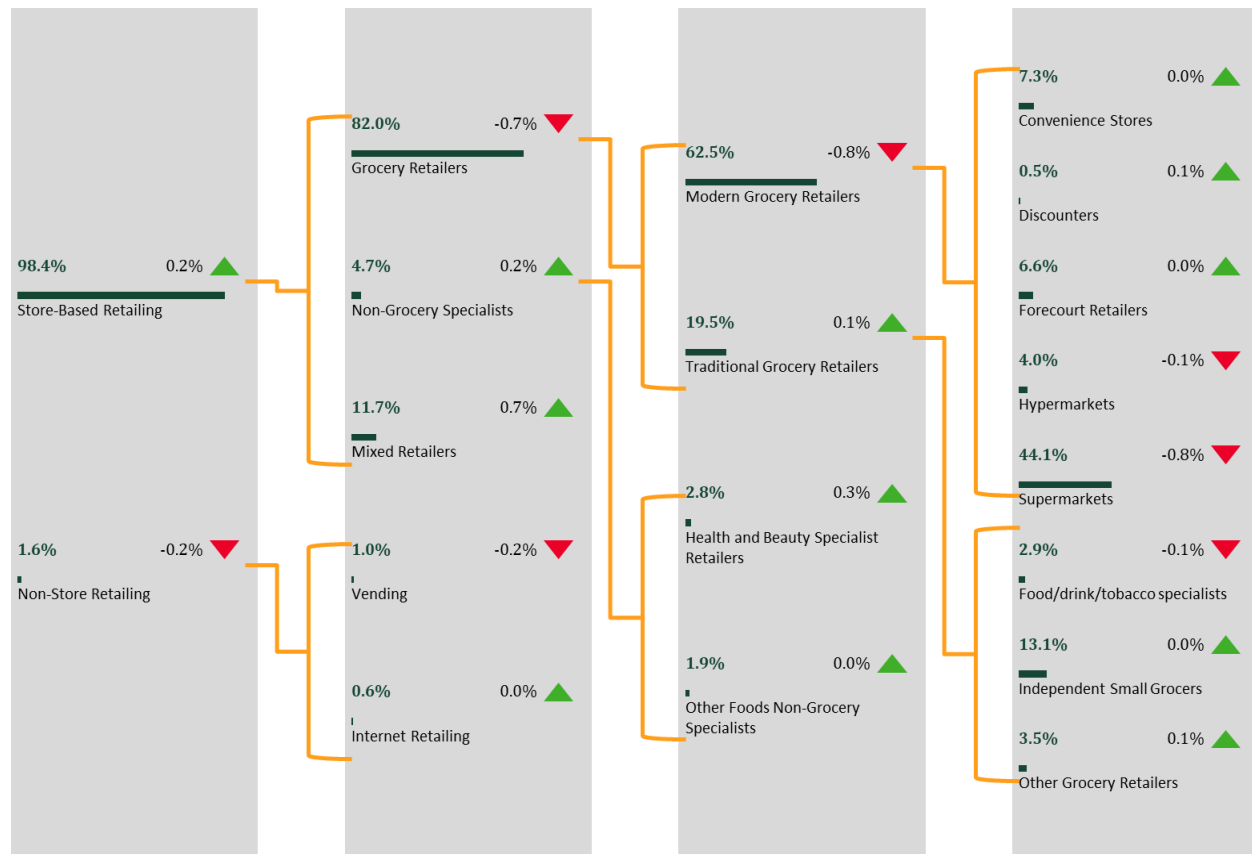 98.4% 0.2%
Store-Based Retailing
1.6% -0.2%
Non-Store Retailing
82.0% -0.7%
Grocery Retailers
4.7% 0.2%
Non-Grocery Specialists
11.7% 0.7%
Mixed Retailers
1.0% -0.2%
Vending
0.6% 0.0%
Internet Retailing
62.5% -0.8%
Modern Grocery Retailers
19.5% 0.1%
Traditional Grocery Retailers
2.8% 0.3%
Health and Beauty Specialist
Retailers
1.9% 0.0%
Other Foods Non-Grocery
Specialists
7.3% 0.0%
Convenience Stores
0.5% 0.1%
Discounters
6.6% 0.0%
Forecourt Retailers
4.0% -0.1%
Hypermarkets
44.1% -0.8%
Supermarkets
2.9% -0.1%
Food/drink/tobacco specialists
13.1% 0.0%
Independent Small Grocers
3.5% 0.1%
Other Grocery Retailers